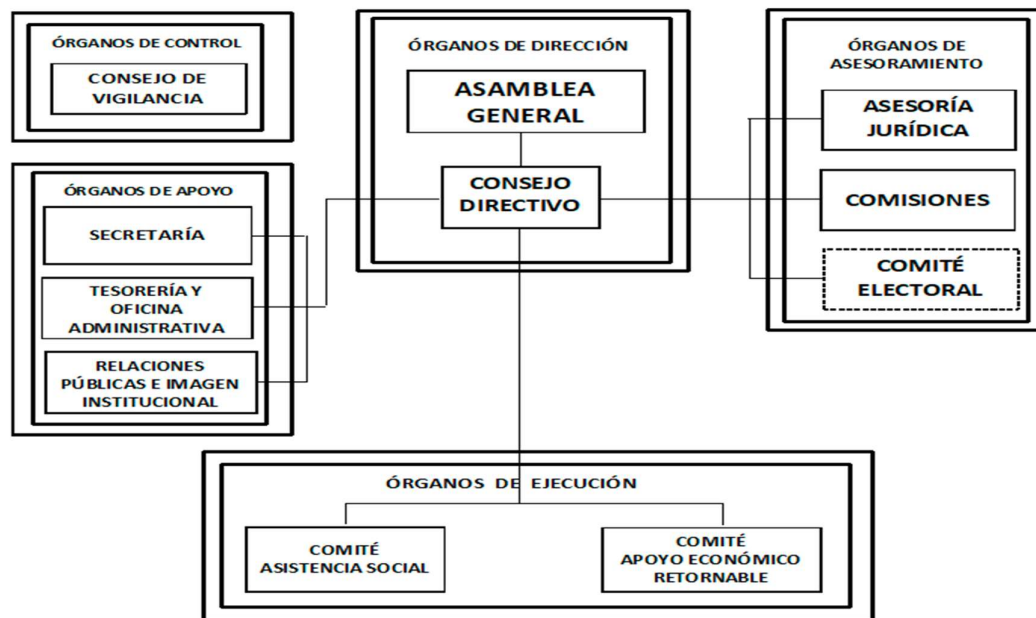 ÓRGANOS DE CONTROL
CONSEJO DE
VIGILANCIA
ÓRGANOS DE DIRECCIÓN
ASAMBLEA
GENERAL
CONSEJO
DIRECTIVO
ÓRGANOS DE
ASESORAMIENTO
ASESORÍA
JURÍDICA
COMISIONES
COMITÉ
ELECTORAL
ÓRGANOS DE APOYO
SECRETARÍA
TESORERÍA Y
OFICINA
ADMINISTRATIVA
RELACIONES
PÚBLICAS E IMAGEN
INSTITUCIONAL
ÓRGANOS DE EJECUCIÓN
COMITÉ
ASISTENCIA SOCIAL
COMITÉ
APOYO ECONÓMICO
RETORNABLE